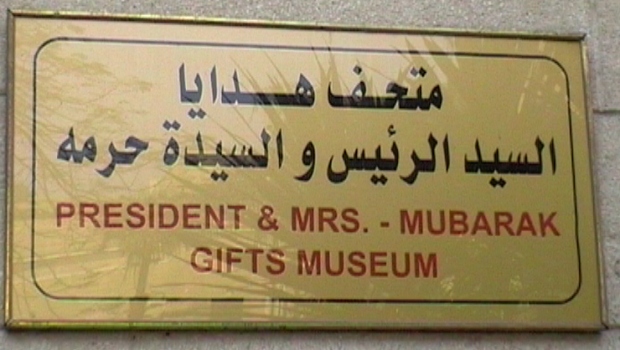 متحف هدايا
السيد الرئيس و السيدة حرمه
PRESIDENT & MRS. - MUBARAK
GIFTS MUSEUM